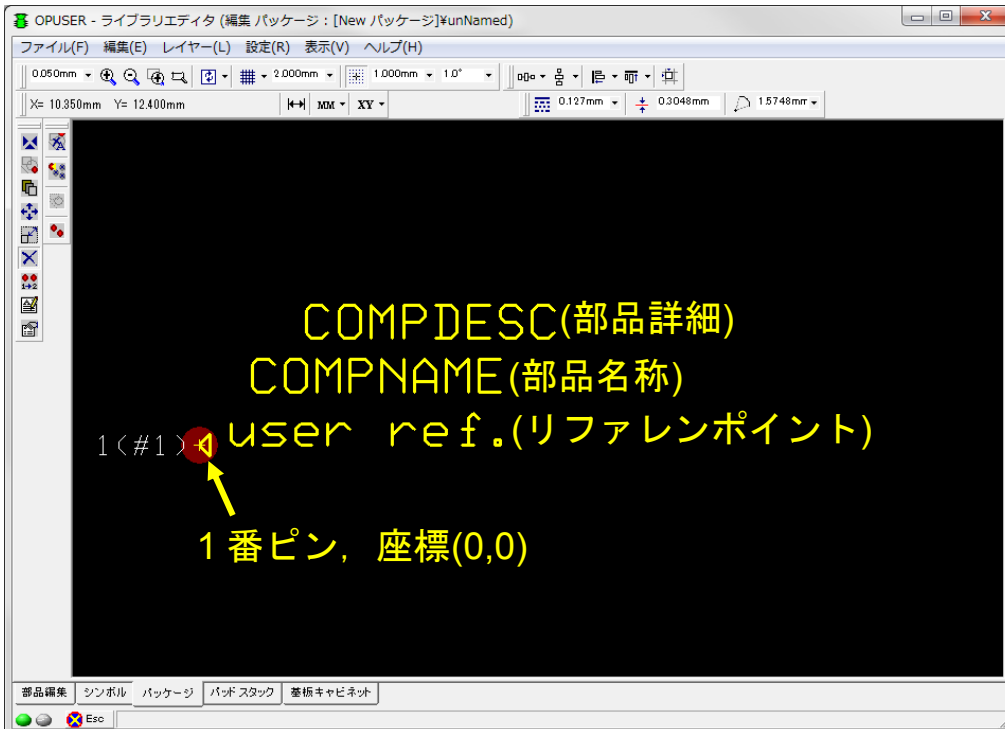 OPUSER - ライブラリエディタ (編集 パッケージ : [New パッケージ]¥unNamed)
ファイル(F) 編集(E) レイヤー(L) 設定(R) 表示(V) ヘルプ(H)
0.050mm 2.000mm 1.000mm 1.0°
X= 10.350mm Y= 12.400mm MM XY 0.127mm 0.3048mm 1.5748mm
COMPDESC(部品詳細)
COMPNAME(部品名称)
user ref.(リファレンポイント)
1(#1)
1番ピン，座標(0,0)
部品編集 シンボル パッケージ パッド スタック 基板キャビネット
Esc